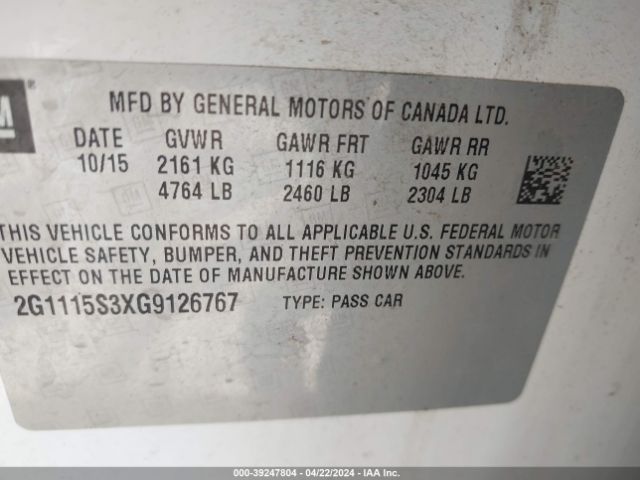 MFD BY GENERAL MOTORS OF CANADA LTD.
DATE GVWR GAWR FRT GAWR RR
10/15 2161 KG 1116 KG 1045 KG
4764 LB 2460 LB 2304 LB
THIS VEHICLE CONFORMS TO ALL APPLICABLE U.S. FEDERAL MOTOR
VEHICLE SAFETY, BUMPER, AND THEFT PREVENTION STANDARDS IN
EFFECT ON THE DATE OF MANUFACTURE SHOWN ABOVE.
2G1115S3XG9126767 TYPE: PASS CAR
000-39247804 - 04/22/2024 - IAA Inc.